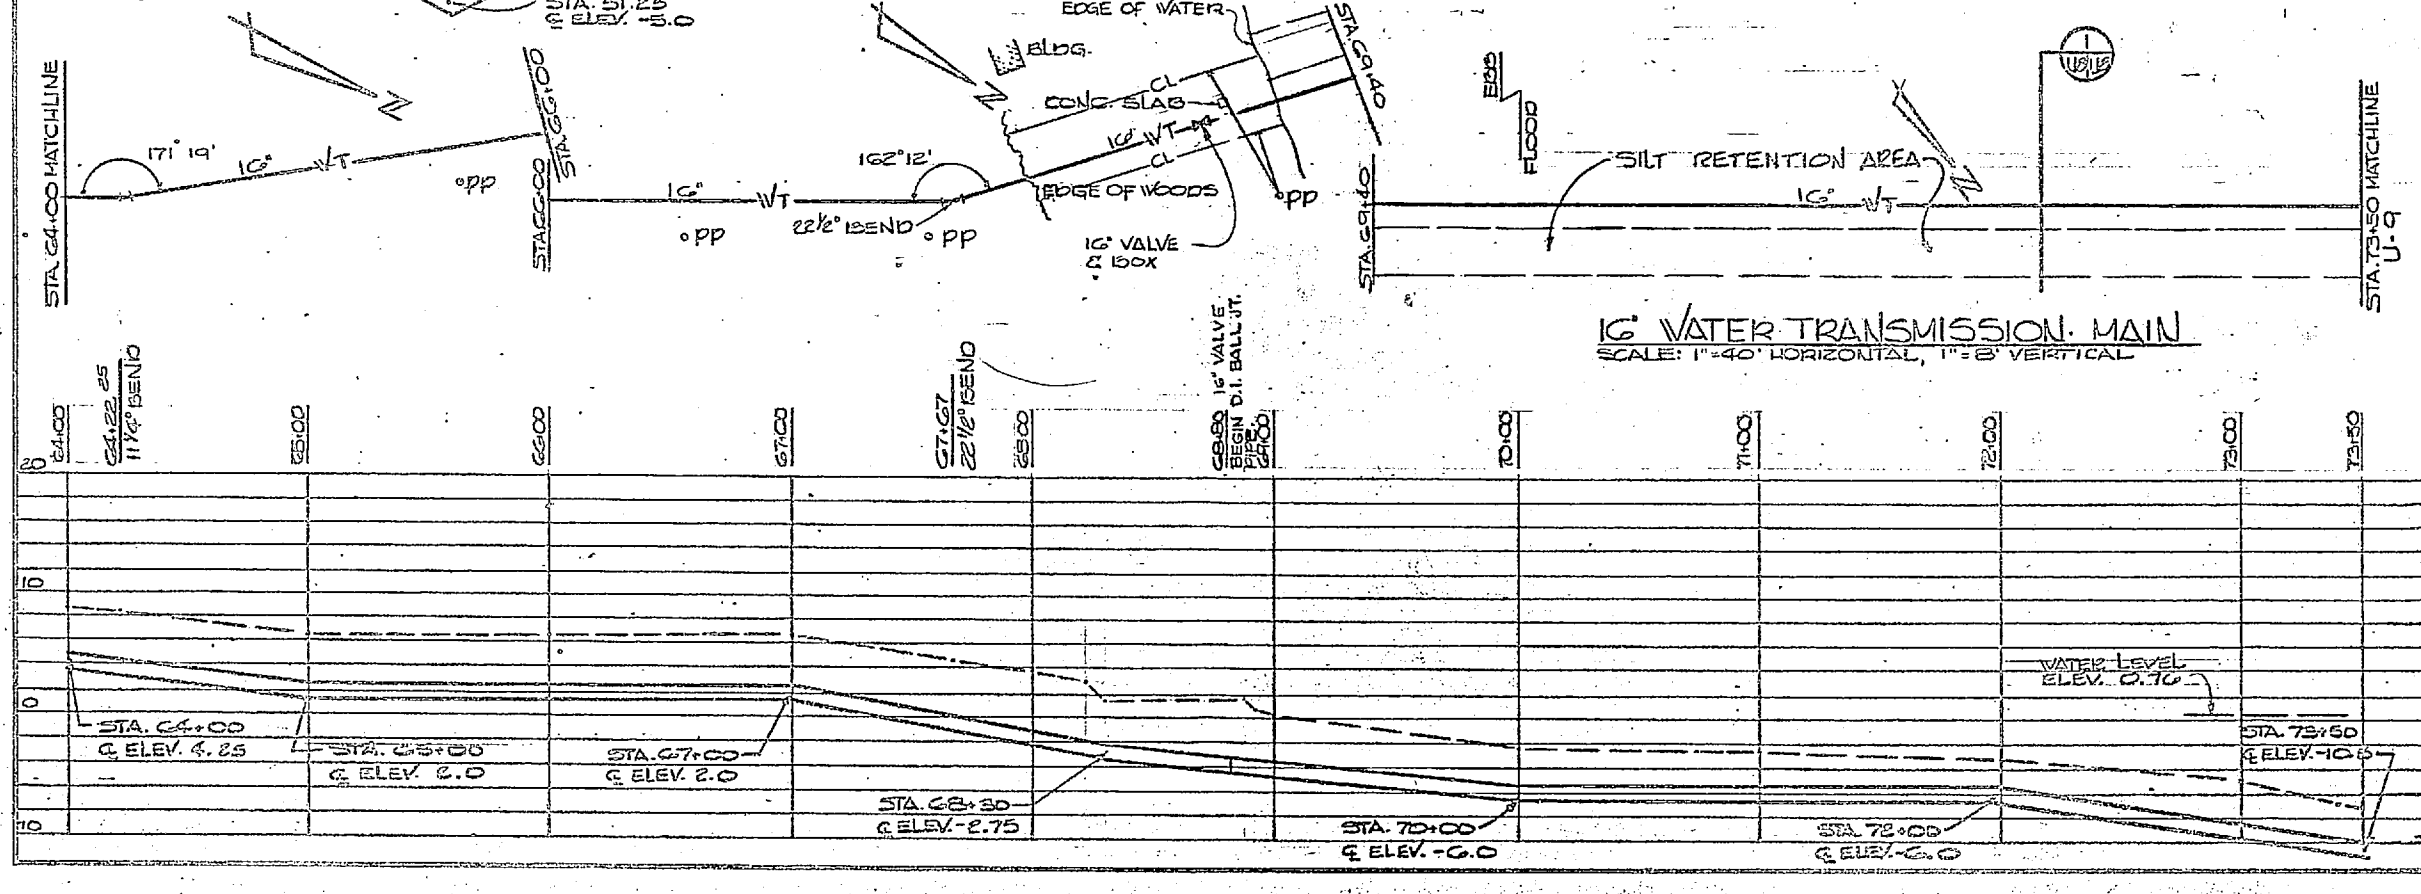 STA. 51.25
℄ ELEV. -5.0
EDGE OF WATER
BLDG.
STA. 64+00 MATCHLINE
171° 19'
16" WT
PP
STA. 66+00
STA. 66+00
16" WT
PP
162°12'
22½° BEND
PP
CL
CONC. SLAB
16" WT
CL
EDGE OF WOODS
16" VALVE
& BOX
PP
STA. 69.40
STA. 69.40
EBB
FLOOD
SILT RETENTION AREA
16" WT
1
STA. 73+50 MATCHLINE
U-9
16" WATER TRANSMISSION MAIN
SCALE: 1"=40' HORIZONTAL, 1"=8' VERTICAL
64+00
64+22.25
11¼° BEND
65+00
66+00
67+00
67+67
22½° BEND
68+00
68+80 16" VALVE
BEGIN D.I. BALL JT.
PIPE
69+00
70+00
71+00
72+00
73+00
73+50
20
10
0
10
STA. 64+00
℄ ELEV. 4.25
STA. 65+00
℄ ELEV. 2.0
STA. 67+00
℄ ELEV. 2.0
STA. 68+30
℄ ELEV. -2.75
STA. 70+00
℄ ELEV. -6.0
STA. 72+00
℄ ELEV. -6.0
WATER LEVEL
ELEV. 0.76
STA. 73+50
℄ ELEV.